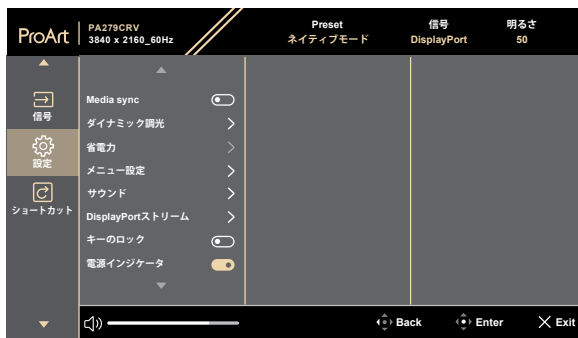 ProArt
PA279CRV
3840 x 2160_60Hz
Preset
ネイティブモード
信号
DisplayPort
明るさ
50
信号
設定
ショートカット
Media sync
ダイナミック調光
省電力
メニュー設定
サウンド
DisplayPortストリーム
キーのロック
電源インジケータ
Back
Enter
Exit